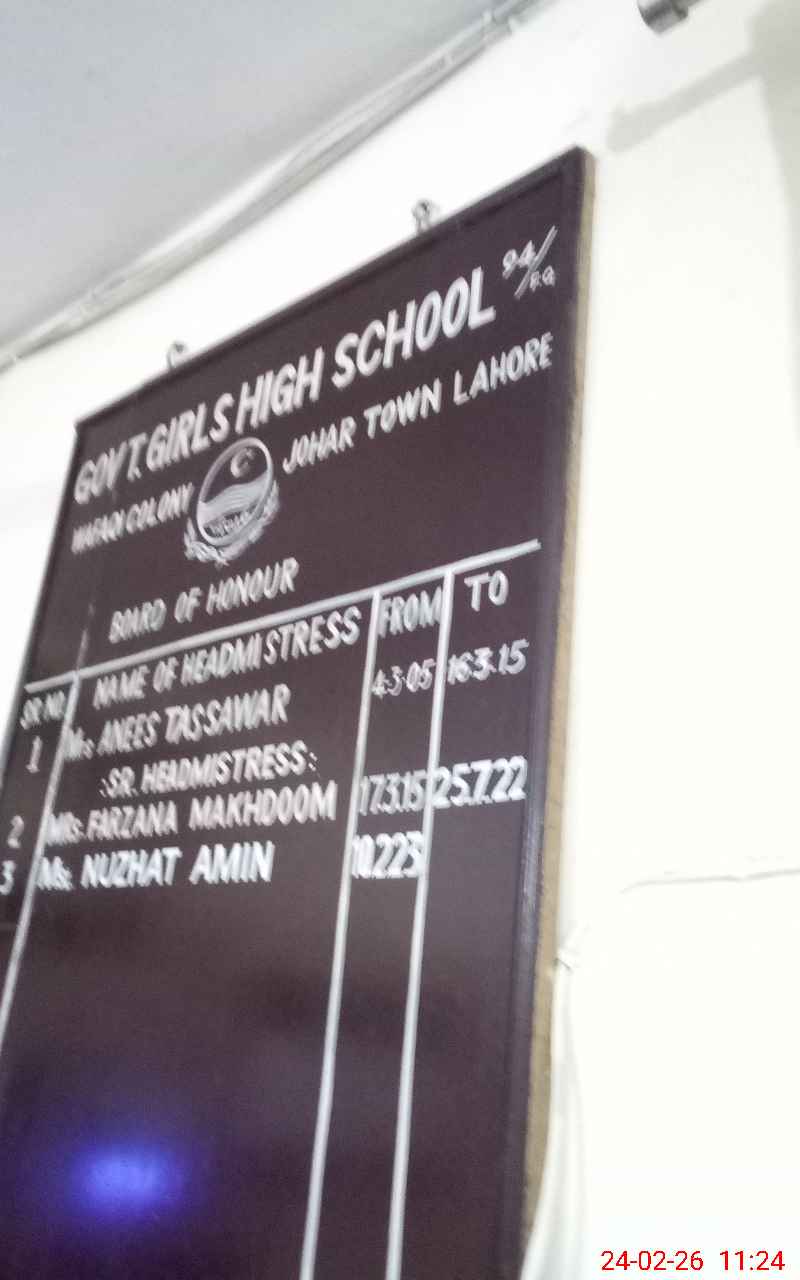 94/F.G
GOVT. GIRLS HIGH SCHOOL
WAFAQI COLONY JOHAR TOWN LAHORE
BOARD OF HONOUR
SR.NO. NAME OF HEADMISTRESS FROM TO
1 Mrs ANEES TASSAWAR 4.3.05 16.3.15
:SR. HEADMISTRESS:
2 MRs. FARZANA MAKHDOOM 17.3.15 25.7.22
3 Ms. NUZHAT AMIN 10.2.23
24-02-26 11:24